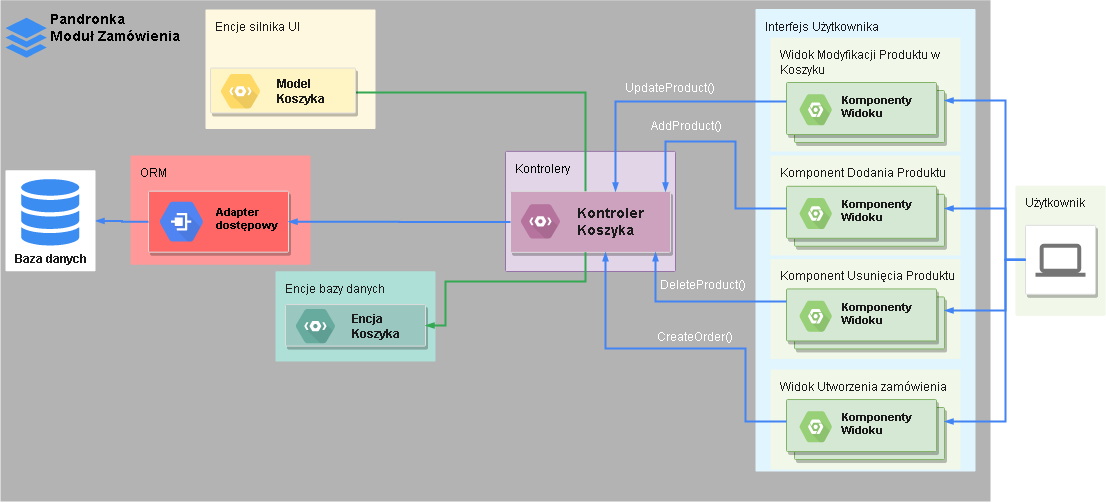 Pandronka
Moduł Zamówienia
Encje silnika UI
Model
Koszyka
ORM
Adapter
dostępowy
Baza danych
Encje bazy danych
Encja
Koszyka
Kontrolery
Kontroler
Koszyka
UpdateProduct()
AddProduct()
DeleteProduct()
CreateOrder()
Interfejs Użytkownika
Widok Modyfikacji Produktu w
Koszyku
Komponenty
Widoku
Komponent Dodania Produktu
Komponenty
Widoku
Komponent Usunięcia Produktu
Komponenty
Widoku
Widok Utworzenia zamówienia
Komponenty
Widoku
Użytkownik